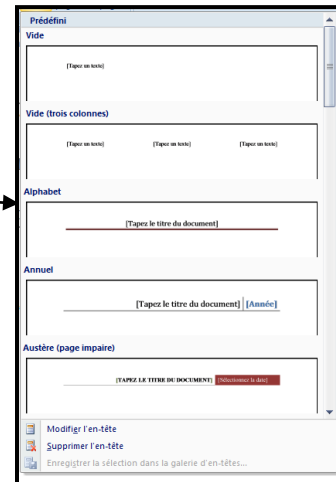 Prédéfini
Vide
[Tapez un texte]
Vide (trois colonnes)
[Tapez un texte] [Tapez un texte] [Tapez un texte]
Alphabet
[Tapez le titre du document]
Annuel
[Tapez le titre du document] [Année]
Austère (page impaire)
[TAPEZ LE TITRE DU DOCUMENT] [Sélectionnez la date]
Modifier l'en-tête
Supprimer l'en-tête
Enregistrer la sélection dans la galerie d'en-têtes...